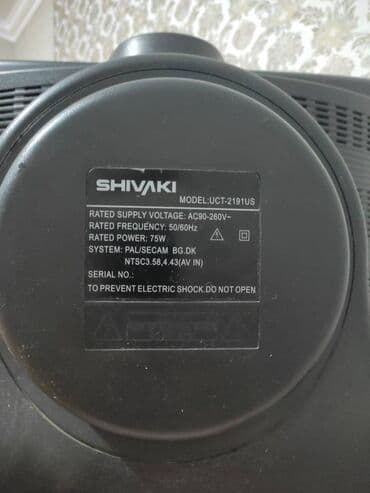 SHIVAKI
MODEL:UCT-2191US
RATED SUPPLY VOLTAGE: AC90-260V~
RATED FREQUENCY: 50/60Hz
RATED POWER: 75W
SYSTEM: PAL/SECAM BG.DK
NTSC3.58,4.43(AV IN)
SERIAL NO.:
TO PREVENT ELECTRIC SHOCK.DO NOT OPEN